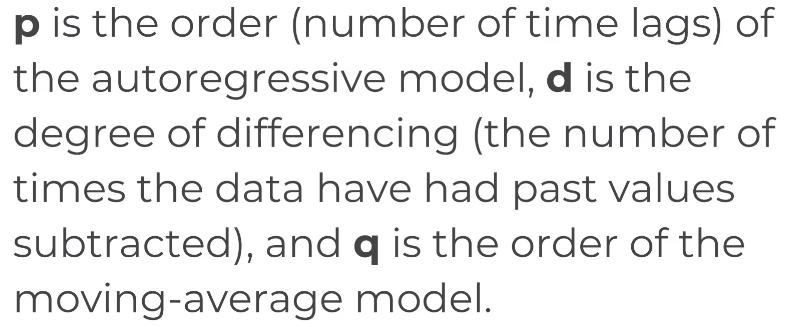 p is the order (number of time lags) of
the autoregressive model, d is the
degree of differencing (the number of
times the data have had past values
subtracted), and q is the order of the
moving-average model.